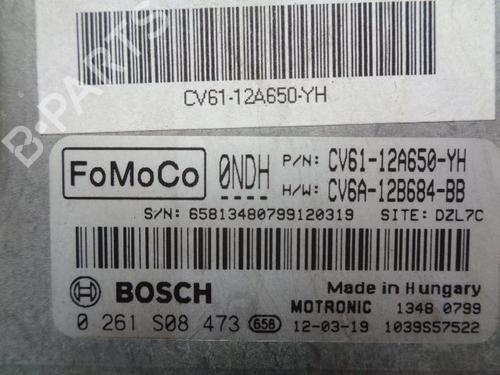 B-PARTS
CV61-12A650-YH
FoMoCo 0NDH P/N: CV61-12A650-YH
H/W: CV6A-12B684-BB
S/N: 65813480799120319 SITE: DZL7C
BOSCH Made in Hungary
MOTRONIC 1348 0799
0 261 S08 473 658 12-03-19 1039S57522